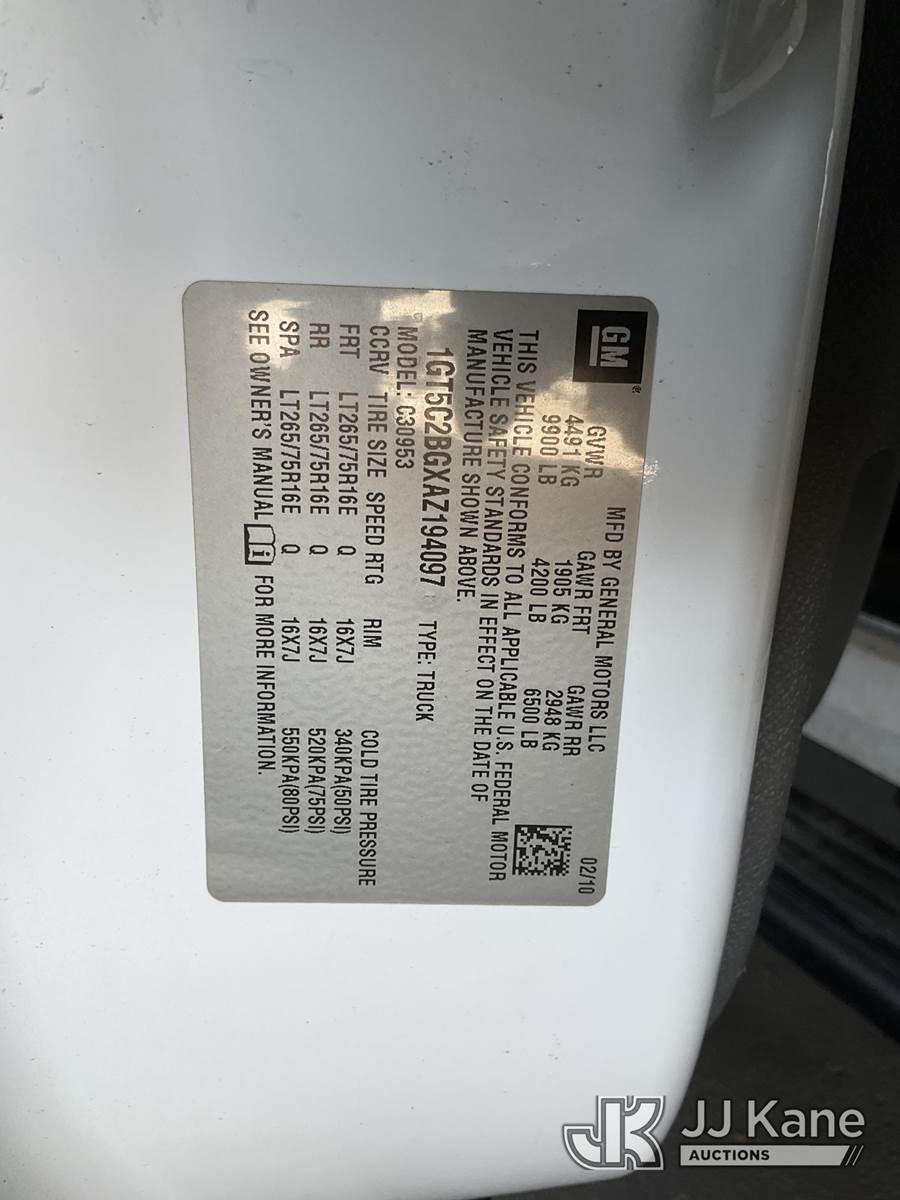 GM
MFD BY GENERAL MOTORS LLC 02/10
GVWR GAWR FRT GAWR RR
4491 KG 1905 KG 2948 KG
9900 LB 4200 LB 6500 LB
THIS VEHICLE CONFORMS TO ALL APPLICABLE U.S. FEDERAL MOTOR
VEHICLE SAFETY STANDARDS IN EFFECT ON THE DATE OF
MANUFACTURE SHOWN ABOVE.
1GT5C2BGXAZ194097 TYPE: TRUCK
MODEL: C30953
CCRV TIRE SIZE SPEED RTG RIM COLD TIRE PRESSURE
FRT LT265/75R16E Q 16X7J 340KPA(50PSI)
RR LT265/75R16E Q 16X7J 520KPA(75PSI)
SPA LT265/75R16E Q 16X7J 550KPA(80PSI)
SEE OWNER'S MANUAL i FOR MORE INFORMATION.
JK JJ Kane
AUCTIONS